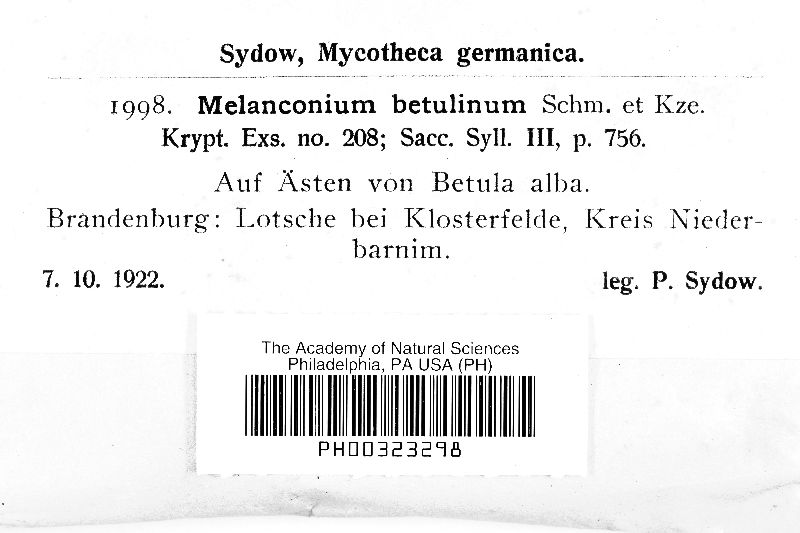 Sydow, Mycotheca germanica.
1998. Melanconium betulinum Schm. et Kze.
Krypt. Exs. no. 208; Sacc. Syll. III, p. 756.
Auf Ästen von Betula alba.
Brandenburg: Lotsche bei Klosterfelde, Kreis Nieder-
barnim.
7. 10. 1922. leg. P. Sydow.
The Academy of Natural Sciences
Philadelphia, PA USA (PH)
PH00323298